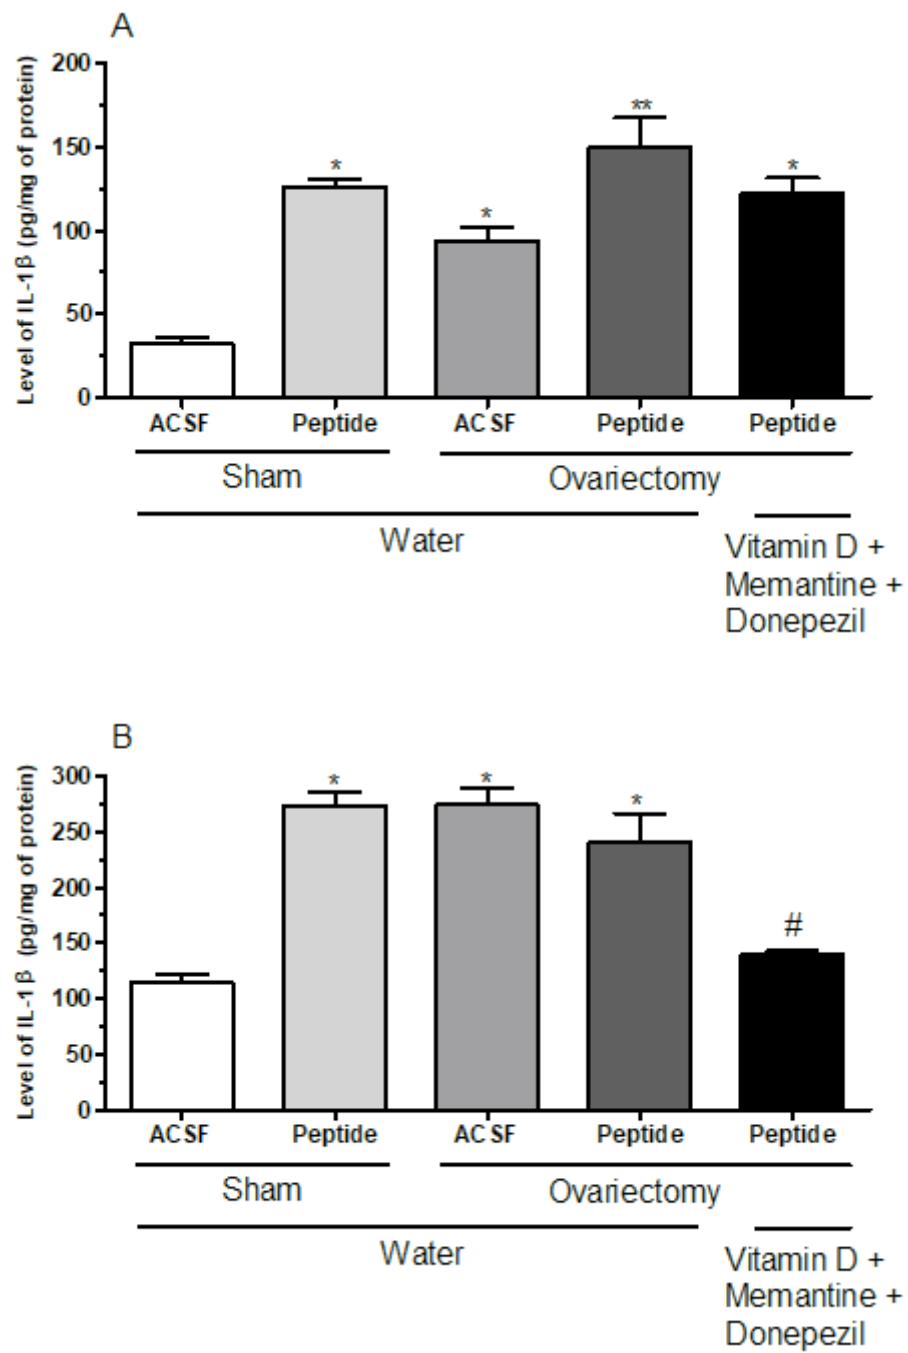 A
Level of IL-1β (pg/mg of protein)
200
150
100
50
0
*
*
**
*
ACSF Peptide ACSF Peptide Peptide
Sham Ovariectomy
Water
Vitamin D +
Memantine +
Donepezil
B
Level of IL-1β (pg/mg of protein)
300
250
200
150
100
50
0
*
*
*
#
ACSF Peptide ACSF Peptide Peptide
Sham Ovariectomy
Water
Vitamin D +
Memantine +
Donepezil